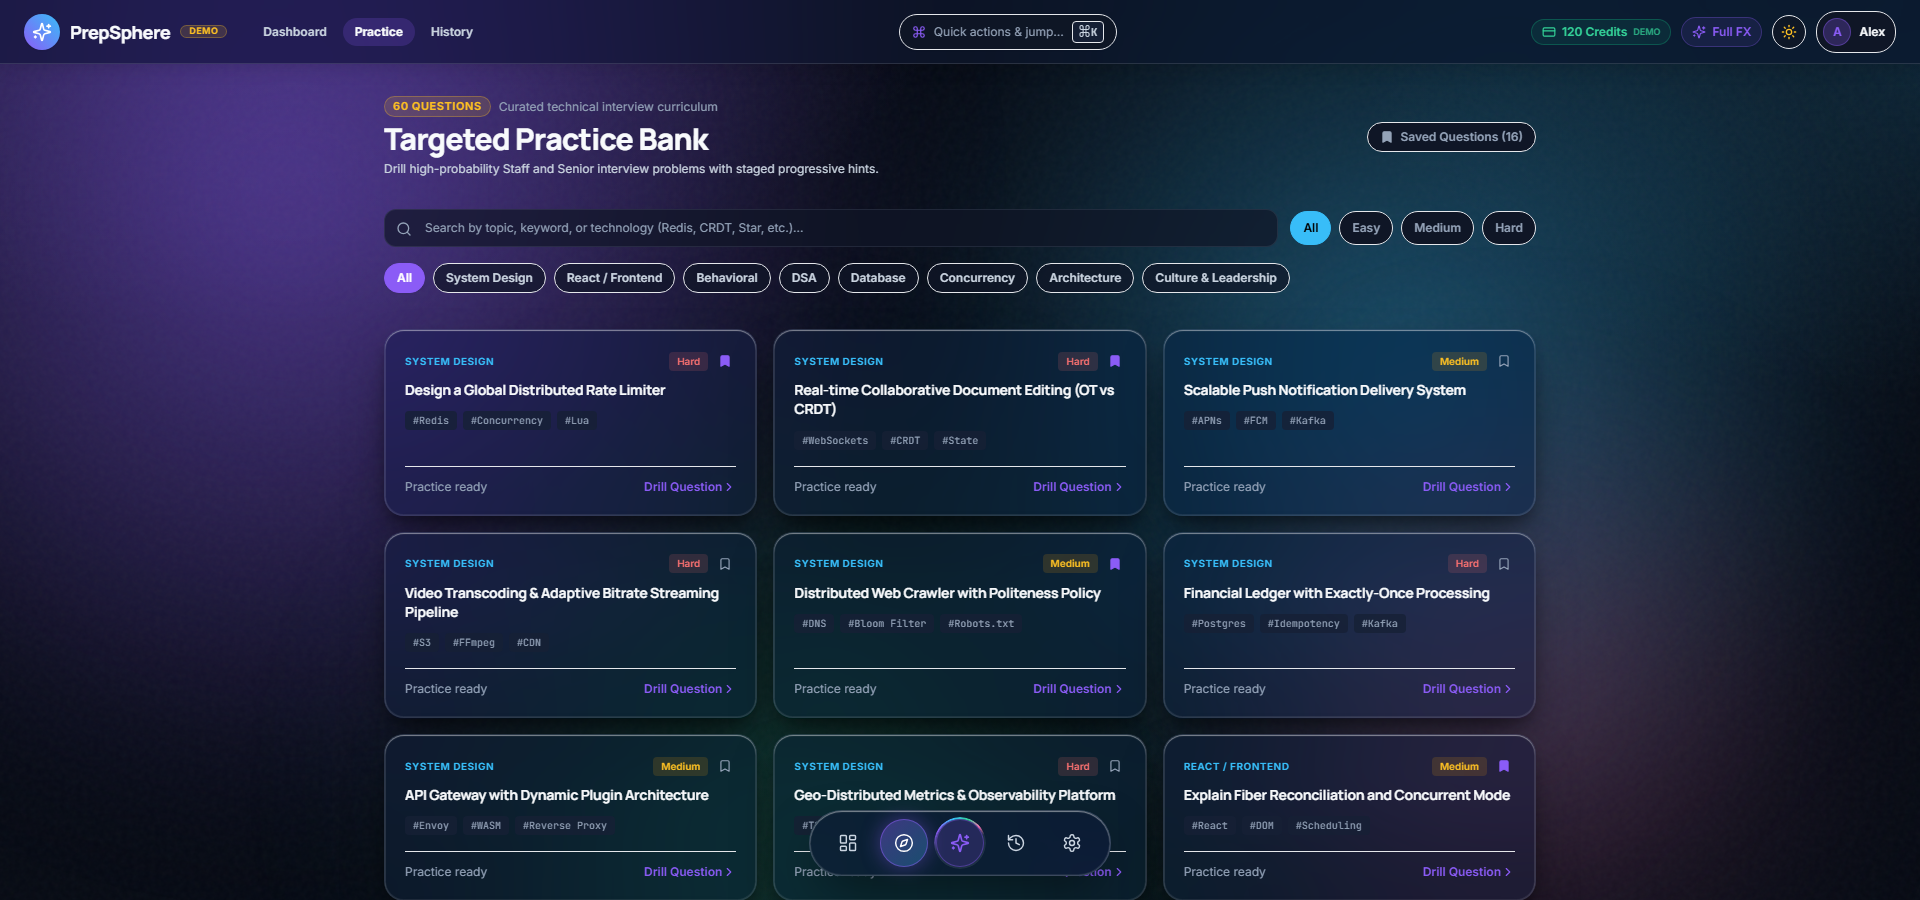 PrepSphere DEMO Dashboard Practice History Quick actions & jump... ⌘K 120 Credits DEMO Full FX A Alex
60 QUESTIONS Curated technical interview curriculum
Targeted Practice Bank
Saved Questions (16)
Drill high-probability Staff and Senior interview problems with staged progressive hints.
Search by topic, keyword, or technology (Redis, CRDT, Star, etc.)...
All Easy Medium Hard
All System Design React / Frontend Behavioral DSA Database Concurrency Architecture Culture & Leadership
SYSTEM DESIGN Hard
Design a Global Distributed Rate Limiter
#Redis #Concurrency #Lua
Practice ready Drill Question
SYSTEM DESIGN Hard
Real-time Collaborative Document Editing (OT vs
CRDT)
#WebSockets #CRDT #State
Practice ready Drill Question
SYSTEM DESIGN Medium
Scalable Push Notification Delivery System
#APNs #FCM #Kafka
Practice ready Drill Question
SYSTEM DESIGN Hard
Video Transcoding & Adaptive Bitrate Streaming
Pipeline
#S3 #FFmpeg #CDN
Practice ready Drill Question
SYSTEM DESIGN Medium
Distributed Web Crawler with Politeness Policy
#DNS #Bloom Filter #Robots.txt
Practice ready Drill Question
SYSTEM DESIGN Hard
Financial Ledger with Exactly-Once Processing
#Postgres #Idempotency #Kafka
Practice ready Drill Question
SYSTEM DESIGN Medium
API Gateway with Dynamic Plugin Architecture
#Envoy #WASM #Reverse Proxy
Practice ready Drill Question
SYSTEM DESIGN Hard
Geo-Distributed Metrics & Observability Platform
REACT / FRONTEND Medium
Explain Fiber Reconciliation and Concurrent Mode
#React #DOM #Scheduling
Practice ready Drill Question